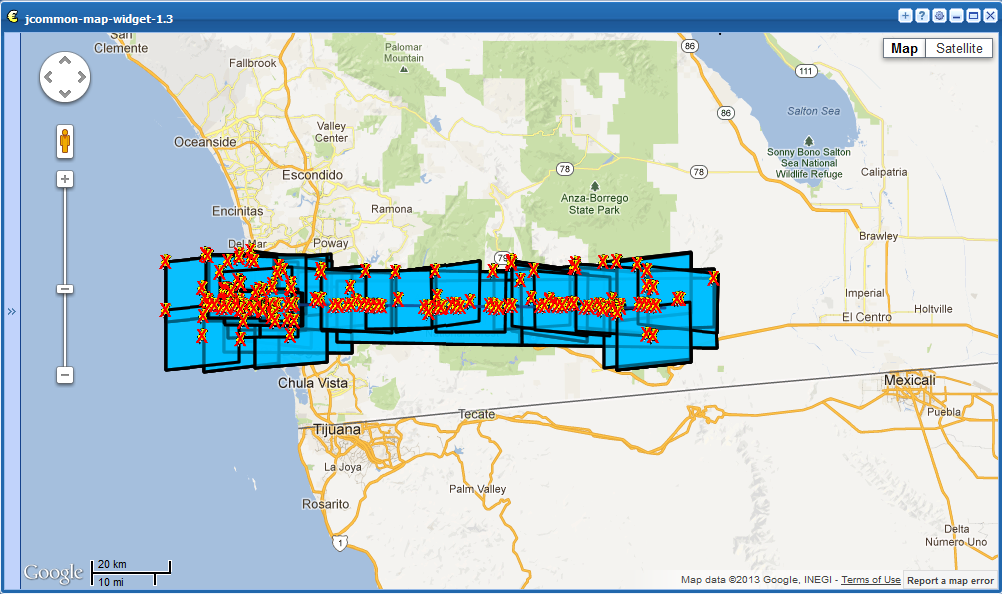 jcommon-map-widget-1.3
Map
Satellite
San
Clemente
Fallbrook
Palomar
Mountain
86
111
Salton Sea
86
Oceanside
Valley
Center
Sonny Bono Salton
Sea National
Wildlife Refuge
Escondido
78
78
Calipatria
Anza-Borrego
State Park
Encinitas
Ramona
Brawley
Del Mar
Poway
79
Imperial
Holtville
El Centro
Chula Vista
Mexicali
Tecate
Puebla
Tijuana
La Joya
Palm Valley
Rosarito
1
Delta
Número Uno
20 km
Google
10 mi
Map data ©2013 Google, INEGI - Terms of Use
Report a map error